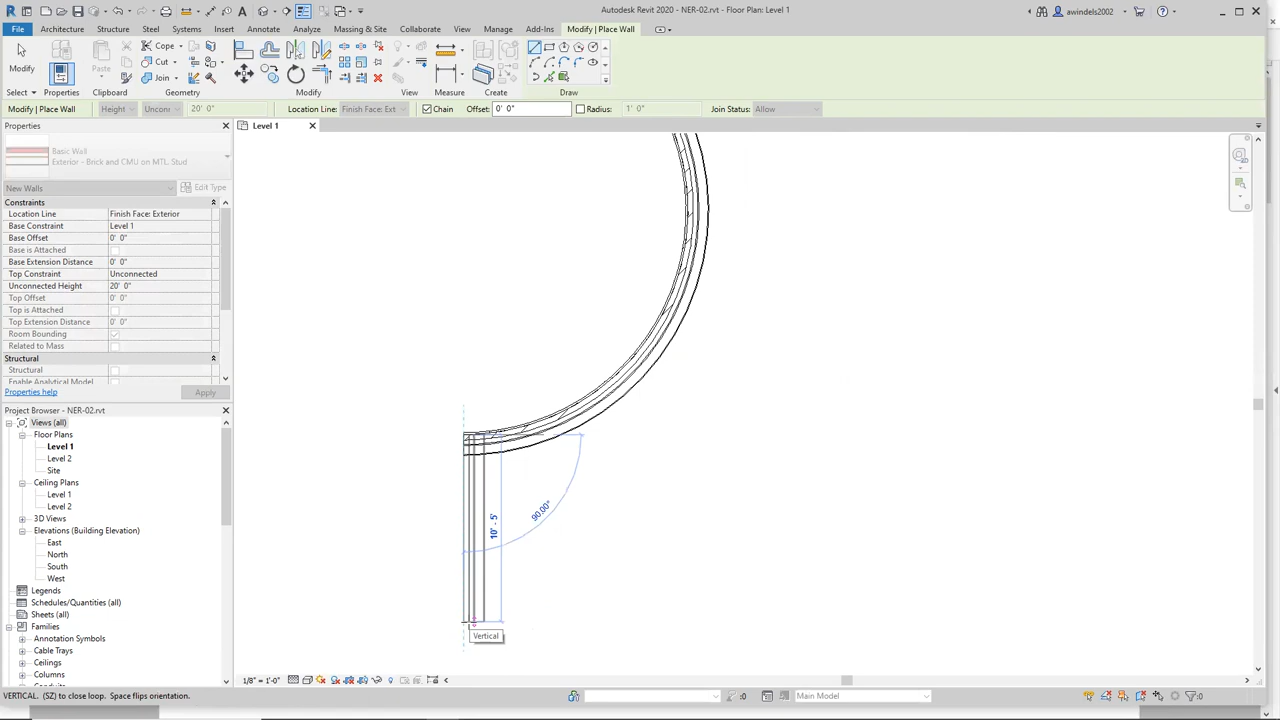 Autodesk Revit 2020 - NER-02.rvt - Floor Plan: Level 1
awindels2002
File
Architecture
Structure
Steel
Systems
Insert
Annotate
Analyze
Massing & Site
Collaborate
View
Manage
Add-Ins
Modify | Place Wall
Modify
Paste
Cope
Cut
Join
Select
Properties
Clipboard
Geometry
Modify
View
Measure
Create
Draw
Modify | Place Wall
Height
Unconr
20' 0"
Location Line:
Finish Face: Ext
Chain
Offset:
0' 0"
Radius:
1' 0"
Join Status:
Allow
Properties
Level 1
Basic Wall
Exterior - Brick and CMU on MTL. Stud
New Walls
Edit Type
Constraints
Location Line
Finish Face: Exterior
Base Constraint
Level 1
Base Offset
0' 0"
Base is Attached
Base Extension Distance
0' 0"
Top Constraint
Unconnected
Unconnected Height
20' 0"
Top Offset
0' 0"
Top is Attached
Top Extension Distance
0' 0"
Room Bounding
Related to Mass
Structural
Structural
Enable Analytical Model
Properties help
Apply
Project Browser - NER-02.rvt
Views (all)
Floor Plans
Level 1
Level 2
Site
Ceiling Plans
Level 1
Level 2
3D Views
Elevations (Building Elevation)
East
North
South
West
Legends
Schedules/Quantities (all)
Sheets (all)
Families
Annotation Symbols
Cable Trays
Ceilings
Columns
10' - 5'
90.00°
Vertical
1/8" = 1'-0"
VERTICAL. (SZ) to close loop. Space flips orientation.
:0
Main Model
:0